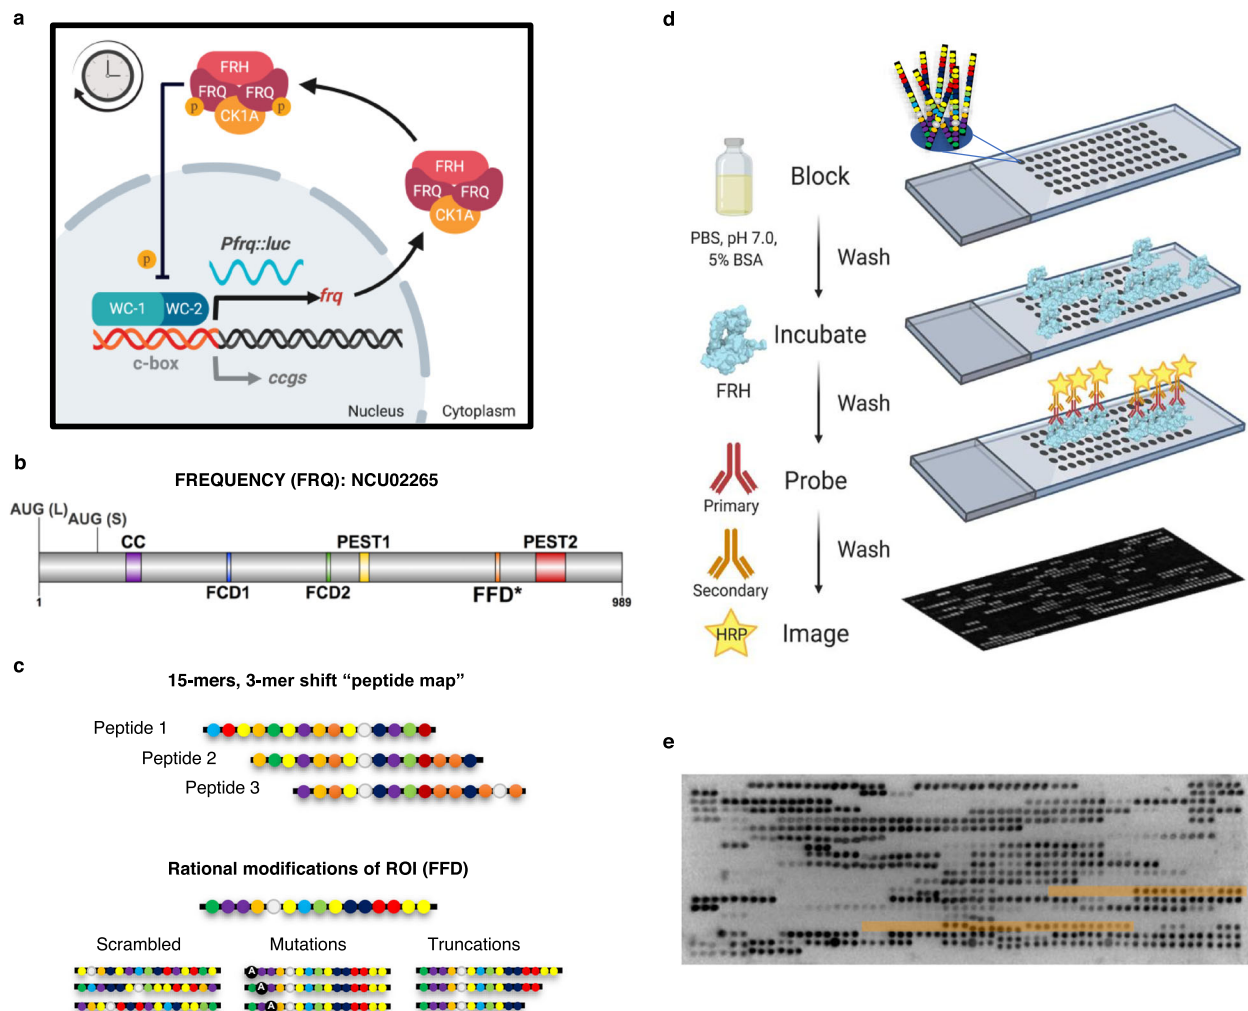 a
FRH
FRQ FRQ
p p
CK1A
FRH
FRQ FRQ
CK1A
p
Pfrq::luc
WC-1 WC-2
frq
c-box
ccgs
Nucleus Cytoplasm
b
FREQUENCY (FRQ): NCU02265
AUG (L)
AUG (S)
CC PEST1 PEST2
FCD1 FCD2 FFD*
1 989
c
15-mers, 3-mer shift “peptide map”
Peptide 1
Peptide 2
Peptide 3
Rational modifications of ROI (FFD)
Scrambled Mutations Truncations
A
A
A
d
Block
PBS, pH 7.0,
5% BSA
Wash
Incubate
FRH
Wash
Probe
Primary
Wash
Secondary
HRP Image
e